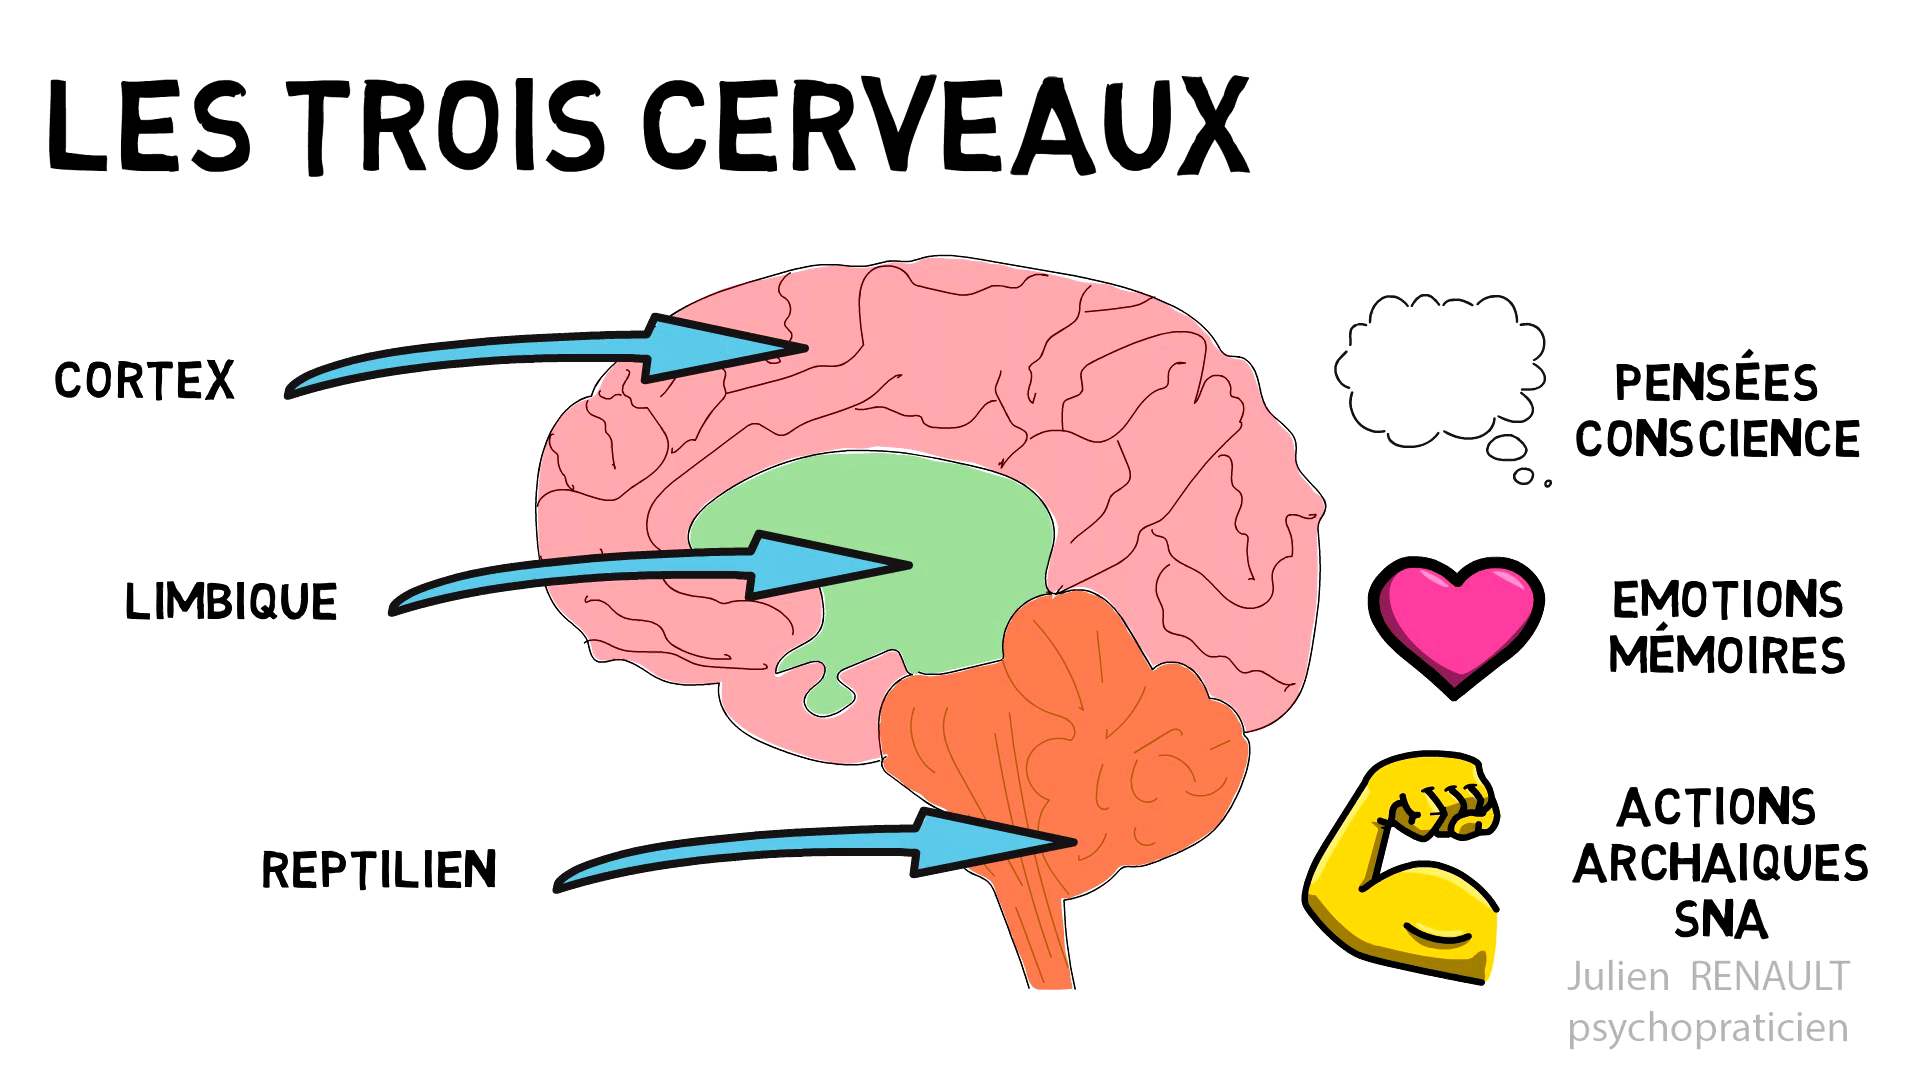 LES TROIS CERVEAUX
CORTEX
PENSÉES
CONSCIENCE
LIMBIQUE
EMOTIONS
MÉMOIRES
REPTILIEN
ACTIONS
ARCHAIQUES
SNA
Julien RENAULT
psychopraticien